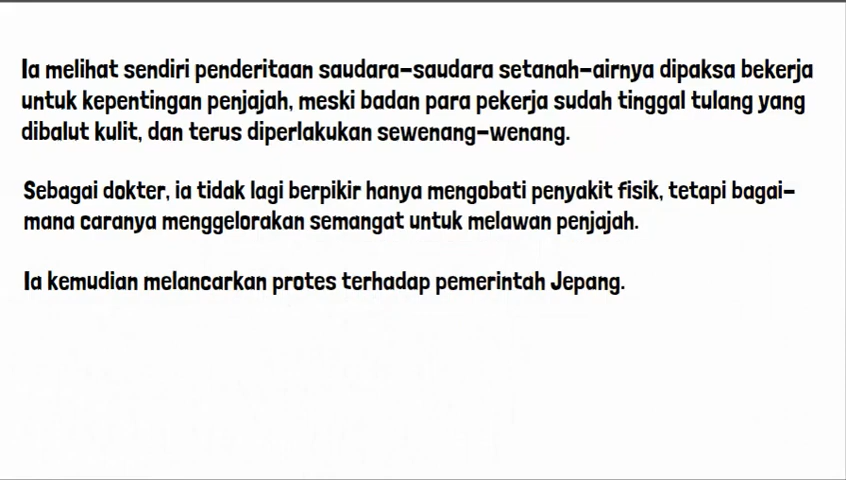 Ia melihat sendiri penderitaan saudara-saudara setanah-airnya dipaksa bekerja
untuk kepentingan penjajah, meski badan para pekerja sudah tinggal tulang yang
dibalut kulit, dan terus diperlakukan sewenang-wenang.
Sebagai dokter, ia tidak lagi berpikir hanya mengobati penyakit fisik, tetapi bagai-
mana caranya menggelorakan semangat untuk melawan penjajah.
Ia kemudian melancarkan protes terhadap pemerintah Jepang.